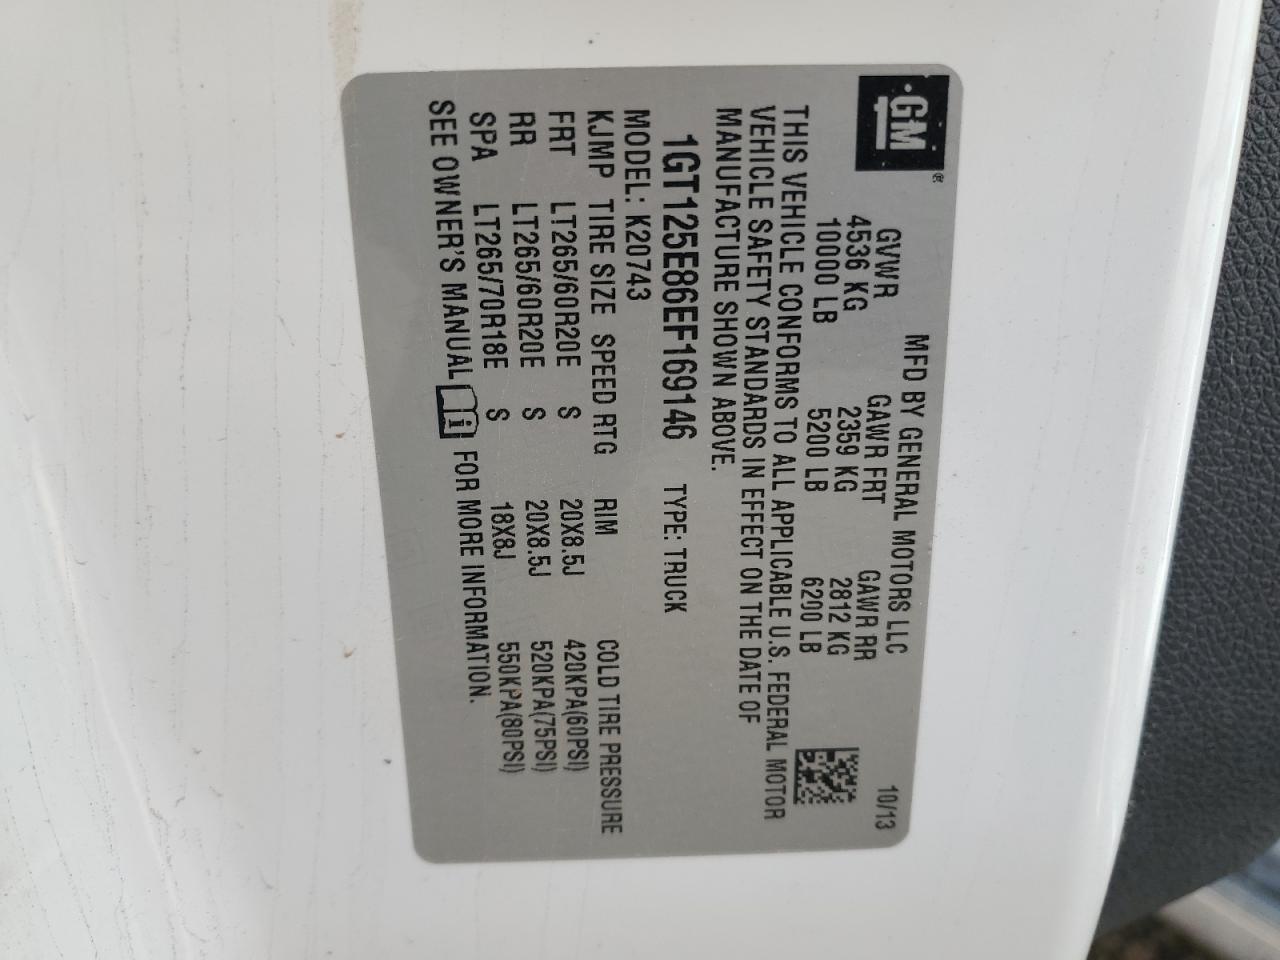 GM®
MFD BY GENERAL MOTORS LLC 10/13
GVWR GAWR FRT GAWR RR
4536 KG 2359 KG 2812 KG
10000 LB 5200 LB 6200 LB
THIS VEHICLE CONFORMS TO ALL APPLICABLE U.S. FEDERAL MOTOR
VEHICLE SAFETY STANDARDS IN EFFECT ON THE DATE OF
MANUFACTURE SHOWN ABOVE.
1GT125E86EF169146 TYPE: TRUCK
MODEL: K20743
KJMP TIRE SIZE SPEED RTG RIM COLD TIRE PRESSURE
FRT LT265/60R20E S 20X8.5J 420KPA(60PSI)
RR LT265/60R20E S 20X8.5J 520KPA(75PSI)
SPA LT265/70R18E S 18X8J 550KPA(80PSI)
SEE OWNER'S MANUAL i FOR MORE INFORMATION.